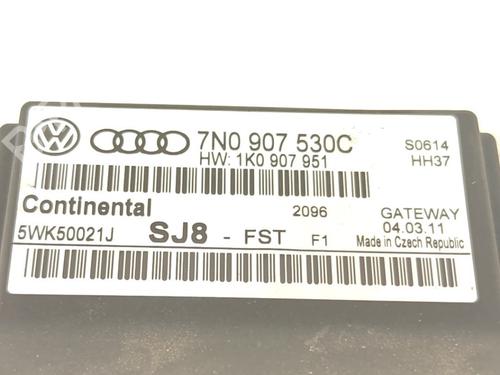 7N0 907 530C
S0614
HW: 1K0 907 951
HH37
Continental
2096
GATEWAY
5WK50021J
SJ8 - FST F1
04.03.11
Made in Czech Republic